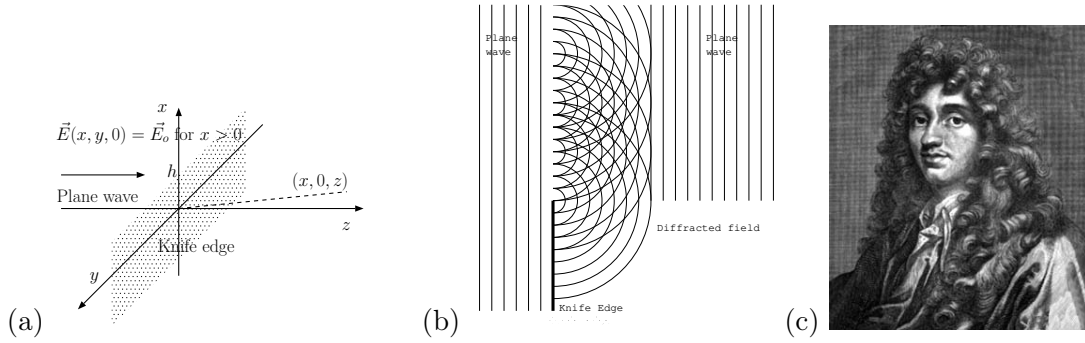 x
E⃗(x, y, 0) = E⃗ₒ for x > 0
h
(x, 0, z)
Plane wave
z
Knife edge
y
(a)
Plane
wave
Plane
wave
Diffracted field
Knife Edge
(b)
(c)